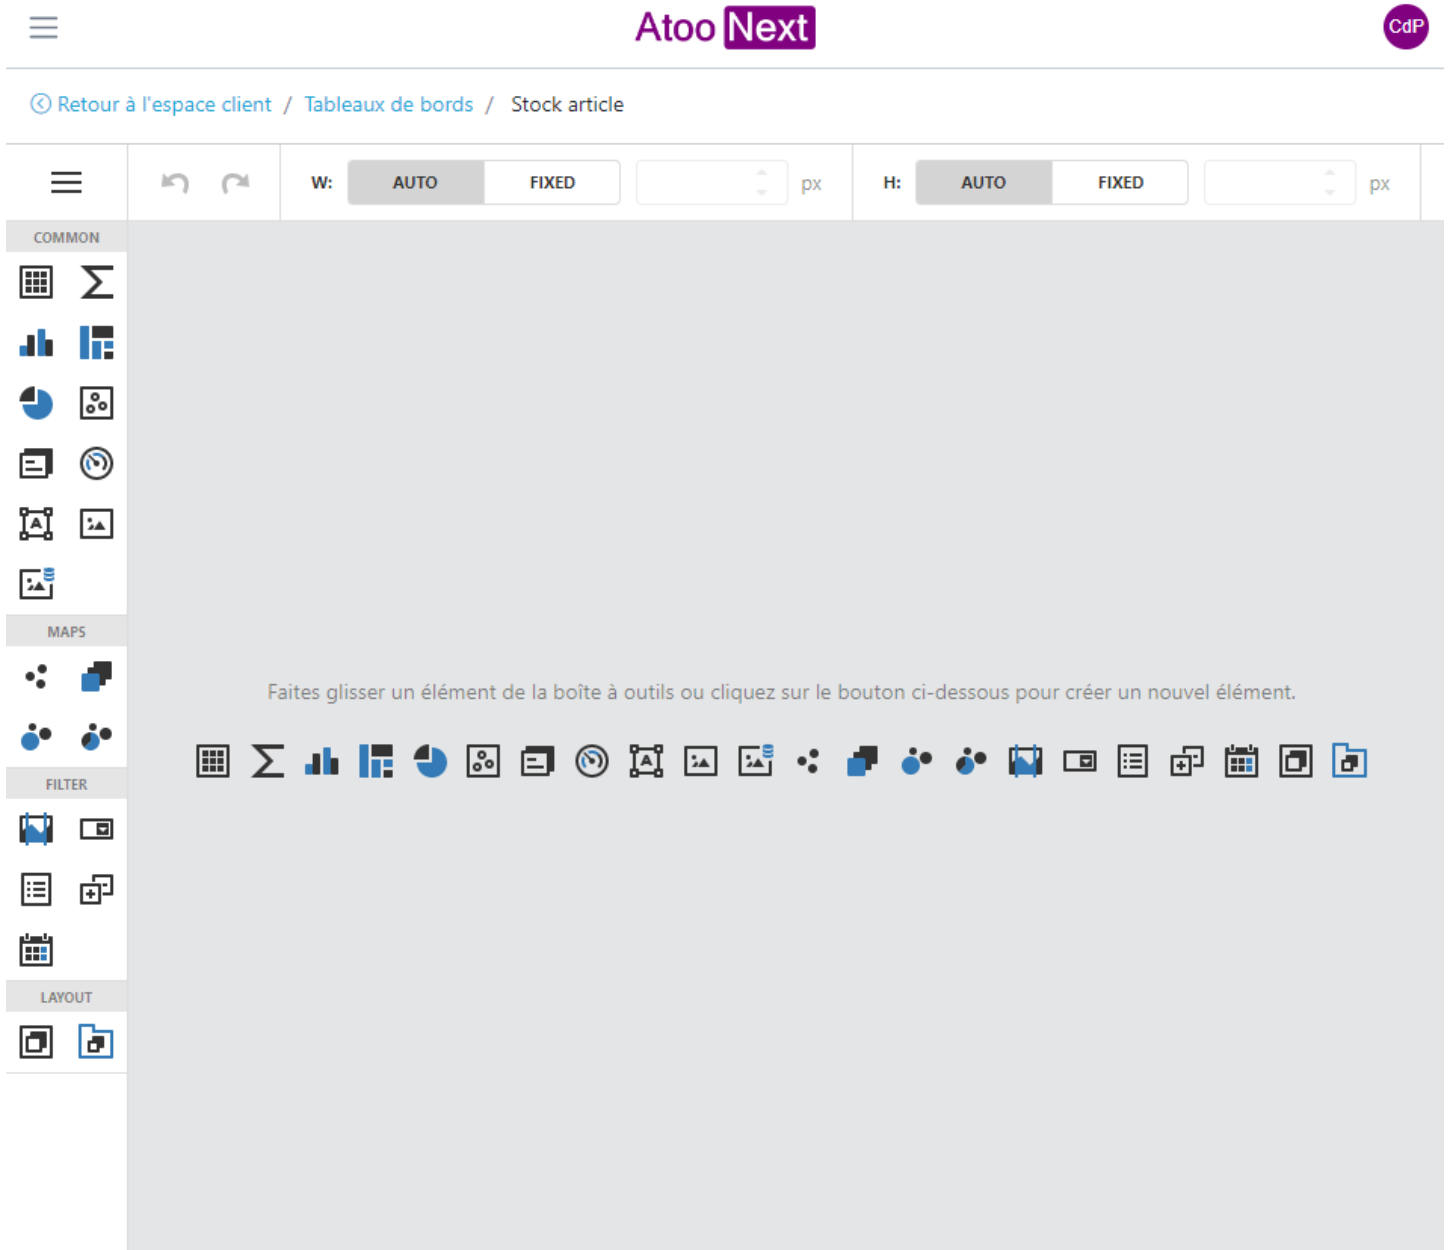 Atoo Next
CdP
Retour à l'espace client / Tableaux de bords / Stock article
W: AUTO FIXED px H: AUTO FIXED px
COMMON
MAPS
Faites glisser un élément de la boîte à outils ou cliquez sur le bouton ci-dessous pour créer un nouvel élément.
FILTER
LAYOUT